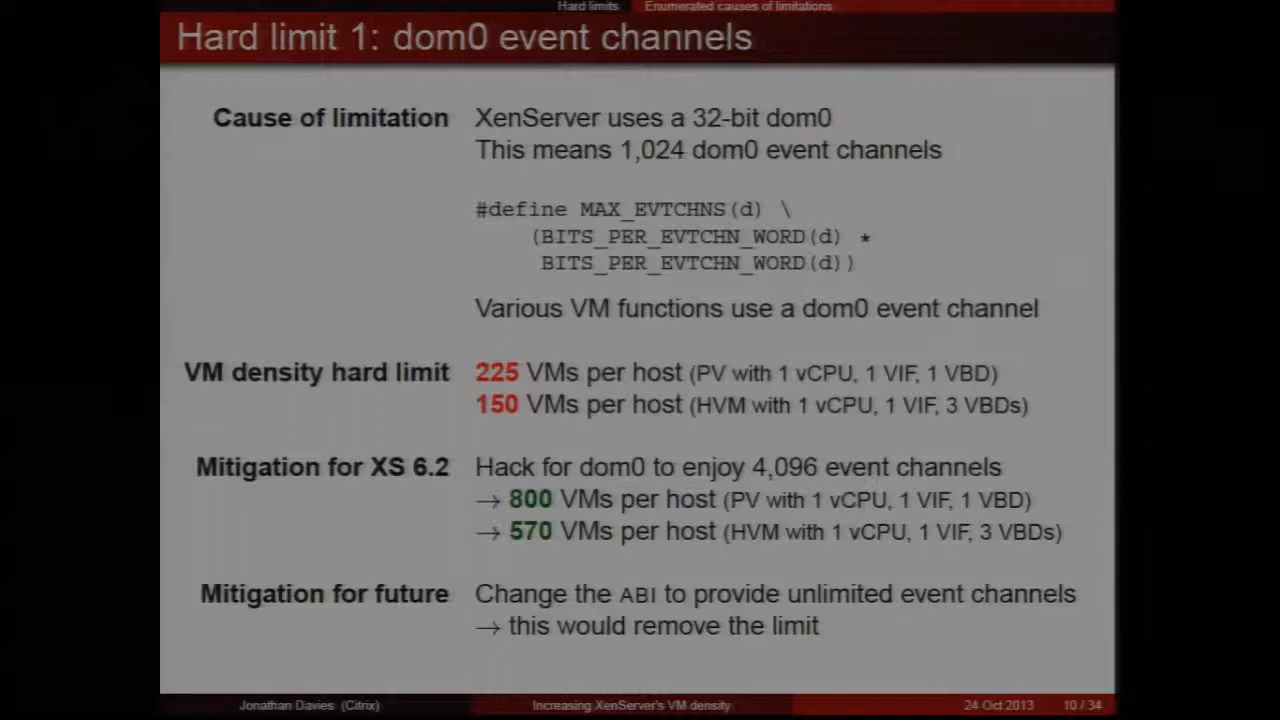 Hard limits Enumerated causes of limitations
Hard limit 1: dom0 event channels
Cause of limitation XenServer uses a 32-bit dom0
This means 1,024 dom0 event channels
#define MAX_EVTCHNS(d) \
(BITS_PER_EVTCHN_WORD(d) *
BITS_PER_EVTCHN_WORD(d))
Various VM functions use a dom0 event channel
VM density hard limit 225 VMs per host (PV with 1 vCPU, 1 VIF, 1 VBD)
150 VMs per host (HVM with 1 vCPU, 1 VIF, 3 VBDs)
Mitigation for XS 6.2 Hack for dom0 to enjoy 4,096 event channels
→ 800 VMs per host (PV with 1 vCPU, 1 VIF, 1 VBD)
→ 570 VMs per host (HVM with 1 vCPU, 1 VIF, 3 VBDs)
Mitigation for future Change the ABI to provide unlimited event channels
→ this would remove the limit
Jonathan Davies (Citrix) Increasing XenServer's VM density 24 Oct 2013 10 / 34